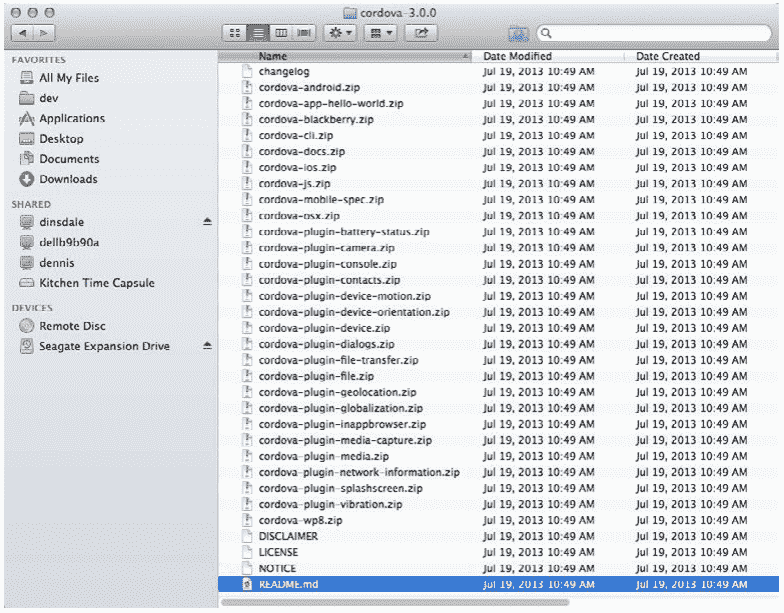 cordova-3.0.0
FAVORITES
All My Files
dev
Applications
Desktop
Documents
Downloads
SHARED
dinsdale
dellb9b90a
dennis
Kitchen Time Capsule
DEVICES
Remote Disc
Seagate Expansion Drive
Name Date Modified Date Created
changelog Jul 19, 2013 10:49 AM Jul 19, 2013 10:49 AM
cordova-android.zip Jul 19, 2013 10:49 AM Jul 19, 2013 10:49 AM
cordova-app-hello-world.zip Jul 19, 2013 10:49 AM Jul 19, 2013 10:49 AM
cordova-blackberry.zip Jul 19, 2013 10:49 AM Jul 19, 2013 10:49 AM
cordova-cli.zip Jul 19, 2013 10:49 AM Jul 19, 2013 10:49 AM
cordova-docs.zip Jul 19, 2013 10:49 AM Jul 19, 2013 10:49 AM
cordova-ios.zip Jul 19, 2013 10:49 AM Jul 19, 2013 10:49 AM
cordova-js.zip Jul 19, 2013 10:49 AM Jul 19, 2013 10:49 AM
cordova-mobile-spec.zip Jul 19, 2013 10:49 AM Jul 19, 2013 10:49 AM
cordova-osx.zip Jul 19, 2013 10:49 AM Jul 19, 2013 10:49 AM
cordova-plugin-battery-status.zip Jul 19, 2013 10:49 AM Jul 19, 2013 10:49 AM
cordova-plugin-camera.zip Jul 19, 2013 10:49 AM Jul 19, 2013 10:49 AM
cordova-plugin-console.zip Jul 19, 2013 10:49 AM Jul 19, 2013 10:49 AM
cordova-plugin-contacts.zip Jul 19, 2013 10:49 AM Jul 19, 2013 10:49 AM
cordova-plugin-device-motion.zip Jul 19, 2013 10:49 AM Jul 19, 2013 10:49 AM
cordova-plugin-device-orientation.zip Jul 19, 2013 10:49 AM Jul 19, 2013 10:49 AM
cordova-plugin-device.zip Jul 19, 2013 10:49 AM Jul 19, 2013 10:49 AM
cordova-plugin-dialogs.zip Jul 19, 2013 10:49 AM Jul 19, 2013 10:49 AM
cordova-plugin-file-transfer.zip Jul 19, 2013 10:49 AM Jul 19, 2013 10:49 AM
cordova-plugin-file.zip Jul 19, 2013 10:49 AM Jul 19, 2013 10:49 AM
cordova-plugin-geolocation.zip Jul 19, 2013 10:49 AM Jul 19, 2013 10:49 AM
cordova-plugin-globalization.zip Jul 19, 2013 10:49 AM Jul 19, 2013 10:49 AM
cordova-plugin-inappbrowser.zip Jul 19, 2013 10:49 AM Jul 19, 2013 10:49 AM
cordova-plugin-media-capture.zip Jul 19, 2013 10:49 AM Jul 19, 2013 10:49 AM
cordova-plugin-media.zip Jul 19, 2013 10:49 AM Jul 19, 2013 10:49 AM
cordova-plugin-network-information.zip Jul 19, 2013 10:49 AM Jul 19, 2013 10:49 AM
cordova-plugin-splashscreen.zip Jul 19, 2013 10:49 AM Jul 19, 2013 10:49 AM
cordova-plugin-vibration.zip Jul 19, 2013 10:49 AM Jul 19, 2013 10:49 AM
cordova-wp8.zip Jul 19, 2013 10:49 AM Jul 19, 2013 10:49 AM
DISCLAIMER Jul 19, 2013 10:49 AM Jul 19, 2013 10:49 AM
LICENSE Jul 19, 2013 10:49 AM Jul 19, 2013 10:49 AM
NOTICE Jul 19, 2013 10:49 AM Jul 19, 2013 10:49 AM
README.md Jul 19, 2013 10:49 AM Jul 19, 2013 10:49 AM